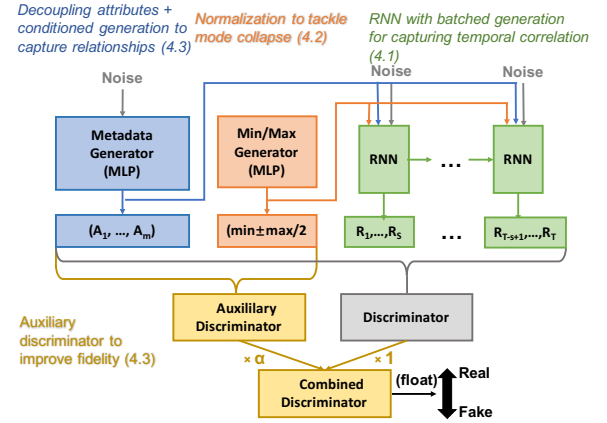 Decoupling attributes +
conditioned generation to
capture relationships (4.3)
Normalization to tackle
mode collapse (4.2)
RNN with batched generation
for capturing temporal correlation
(4.1)
Noise
Noise
Noise
Metadata
Generator
(MLP)
Min/Max
Generator
(MLP)
RNN
...
RNN
(A1, ..., Am)
(min±max/2
R1,...,RS
...
RT-s+1,...,RT
Auxiliary discriminator to
improve fidelity (4.3)
Auxililary
Discriminator
Discriminator
× α
× 1
Combined
Discriminator
(float)
Real
Fake